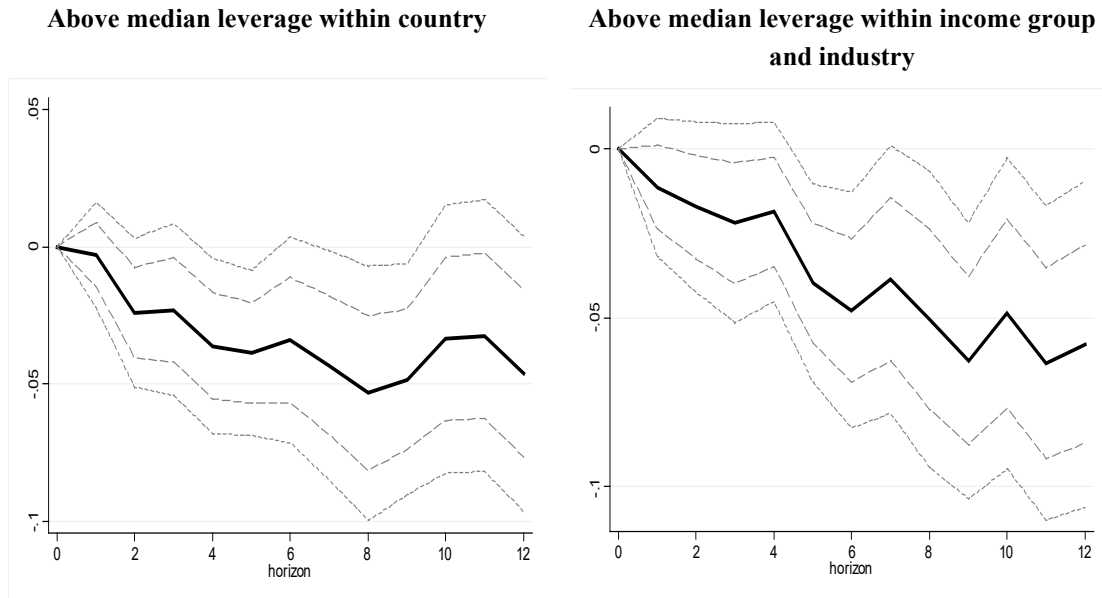 Above median leverage within country
.05
0
-.05
-.1
0 2 4 6 8 10 12
horizon
Above median leverage within income group
and industry
0
-.05
-.1
0 2 4 6 8 10 12
horizon